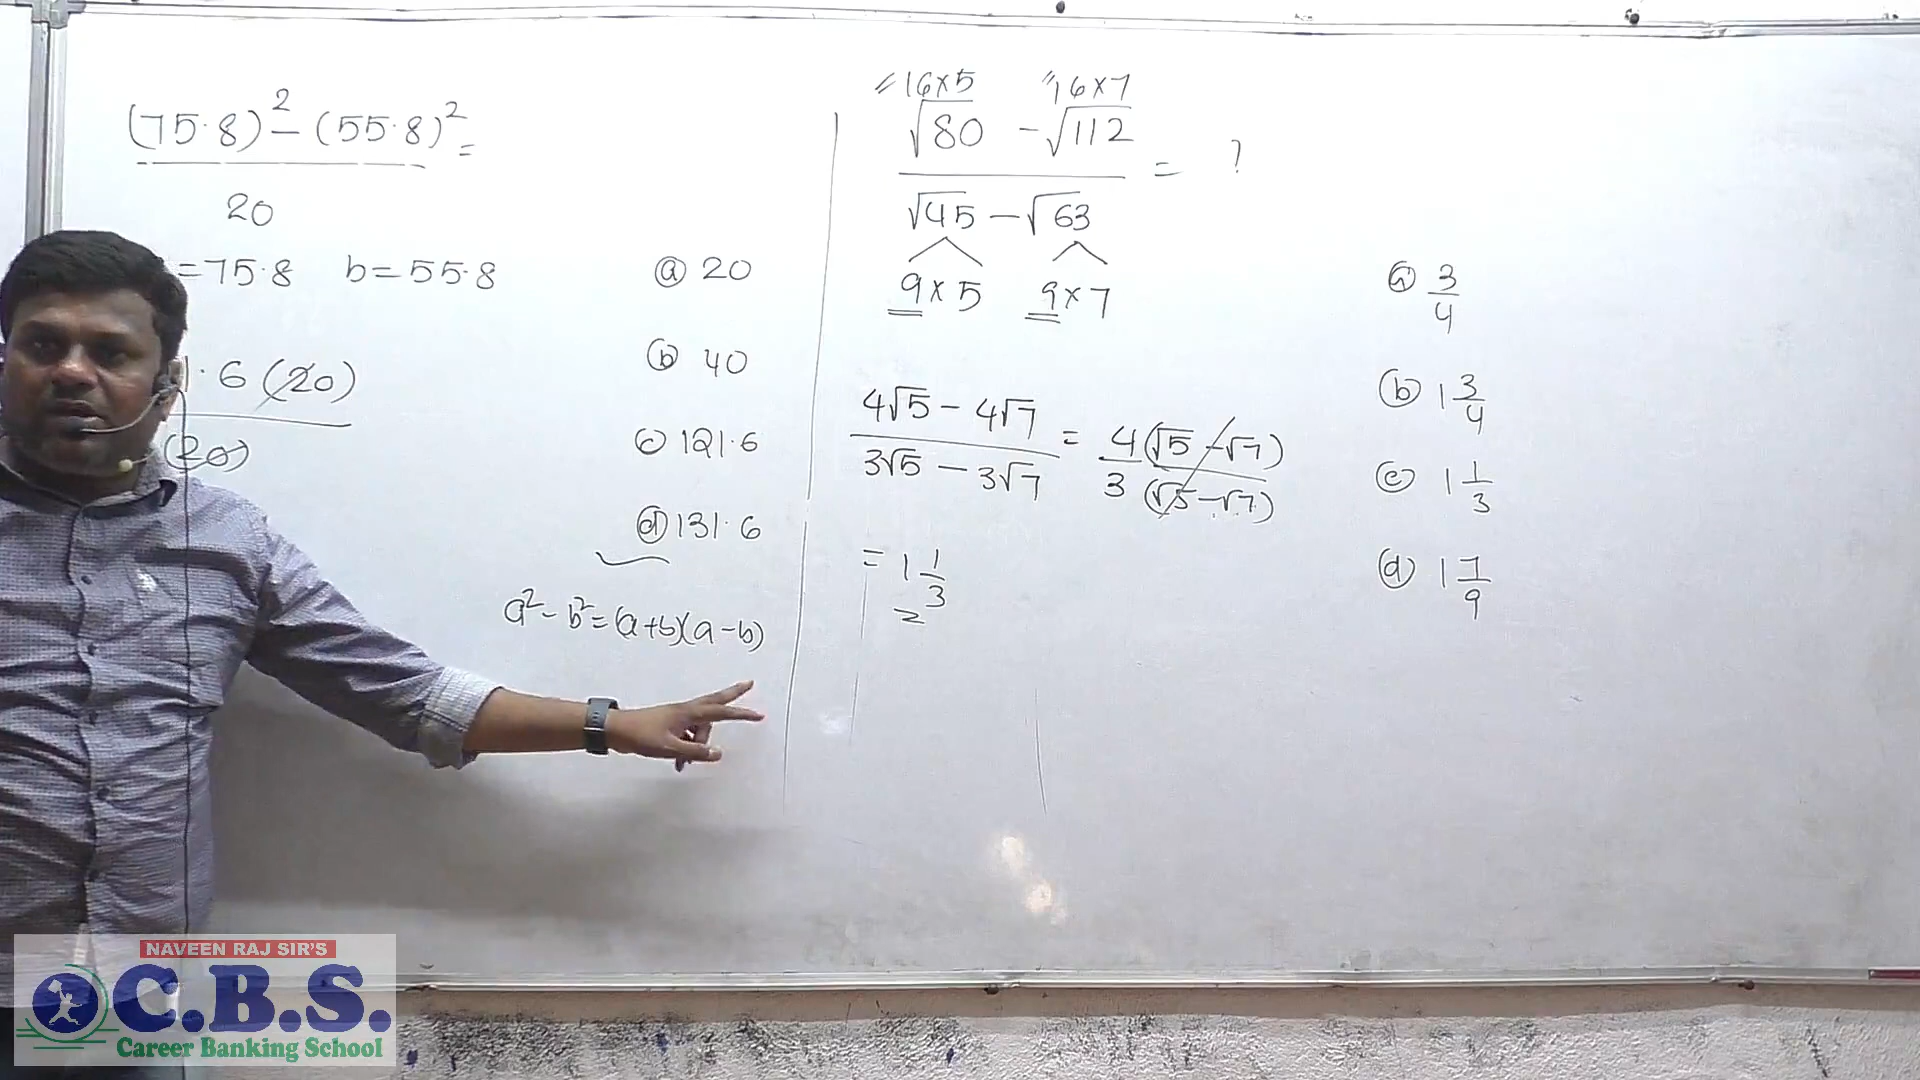 (75.8)² - (55.8)² =
20
= 75.8 b = 55.8
1.6 (20)
(20)
ⓐ 20
ⓑ 40
ⓒ 121.6
ⓓ 131.6
a² - b² = (a+b)(a-b)
16×5 16×7
√80 - √112 = ?
√45 - √63
9×5 9×7
4√5 - 4√7 = 4(√5 - √7)
3√5 - 3√7 3(√5 - √7)
= 1 1/3
ⓐ 3/4
ⓑ 1 3/4
ⓒ 1 1/3
ⓓ 1 7/9
NAVEEN RAJ SIR'S
C.B.S.
Career Banking School